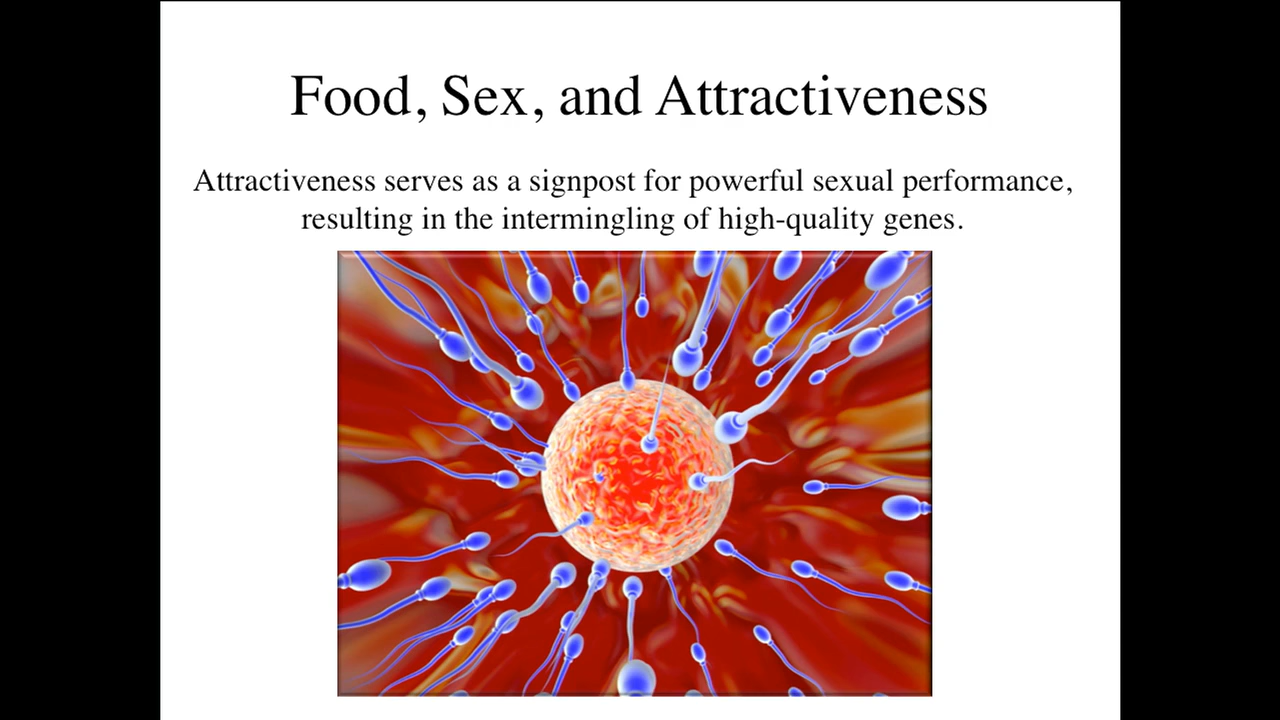 Food, Sex, and Attractiveness
Attractiveness serves as a signpost for powerful sexual performance,
resulting in the intermingling of high-quality genes.